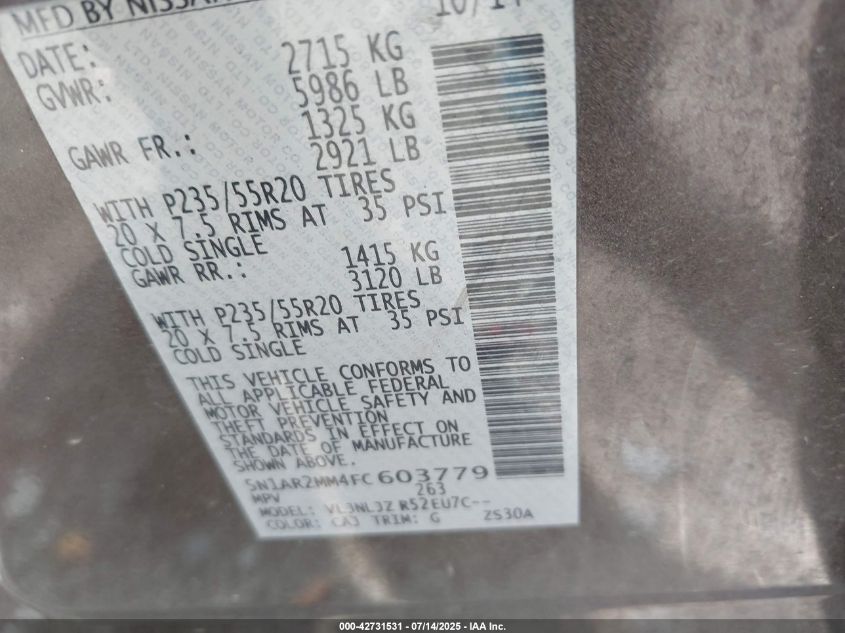 MFD BY NISSAN
DATE: 10/14
GVWR: 2715 KG
5986 LB
GAWR FR.: 1325 KG
2921 LB
WITH P235/55R20 TIRES
20 X 7.5 RIMS AT 35 PSI
COLD SINGLE
GAWR RR.: 1415 KG
3120 LB
WITH P235/55R20 TIRES
20 X 7.5 RIMS AT 35 PSI
COLD SINGLE
THIS VEHICLE CONFORMS TO
ALL APPLICABLE FEDERAL
MOTOR VEHICLE SAFETY AND
THEFT PREVENTION
STANDARDS IN EFFECT ON
THE DATE OF MANUFACTURE
SHOWN ABOVE.
5N1AR2MM4FC603779
MPV 263
MODEL: VL3NLJZ R52EU7C--
COLOR: CAJ TRIM: G ZS30A
000-42731531 - 07/14/2025 - IAA Inc.